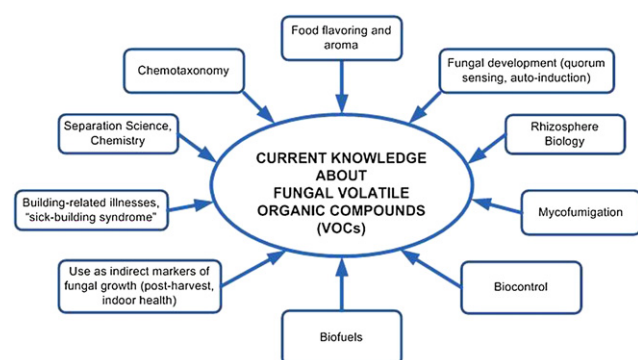 Food flavoring and
aroma
Chemotaxonomy
Fungal development (quorum
sensing, auto-induction)
Separation Science,
Chemistry
Rhizosphere
Biology
CURRENT KNOWLEDGE
ABOUT
FUNGAL VOLATILE
ORGANIC COMPOUNDS
(VOCs)
Building-related illnesses,
“sick-building syndrome”
Mycofumigation
Use as indirect markers of
fungal growth (post-harvest,
indoor health)
Biocontrol
Biofuels